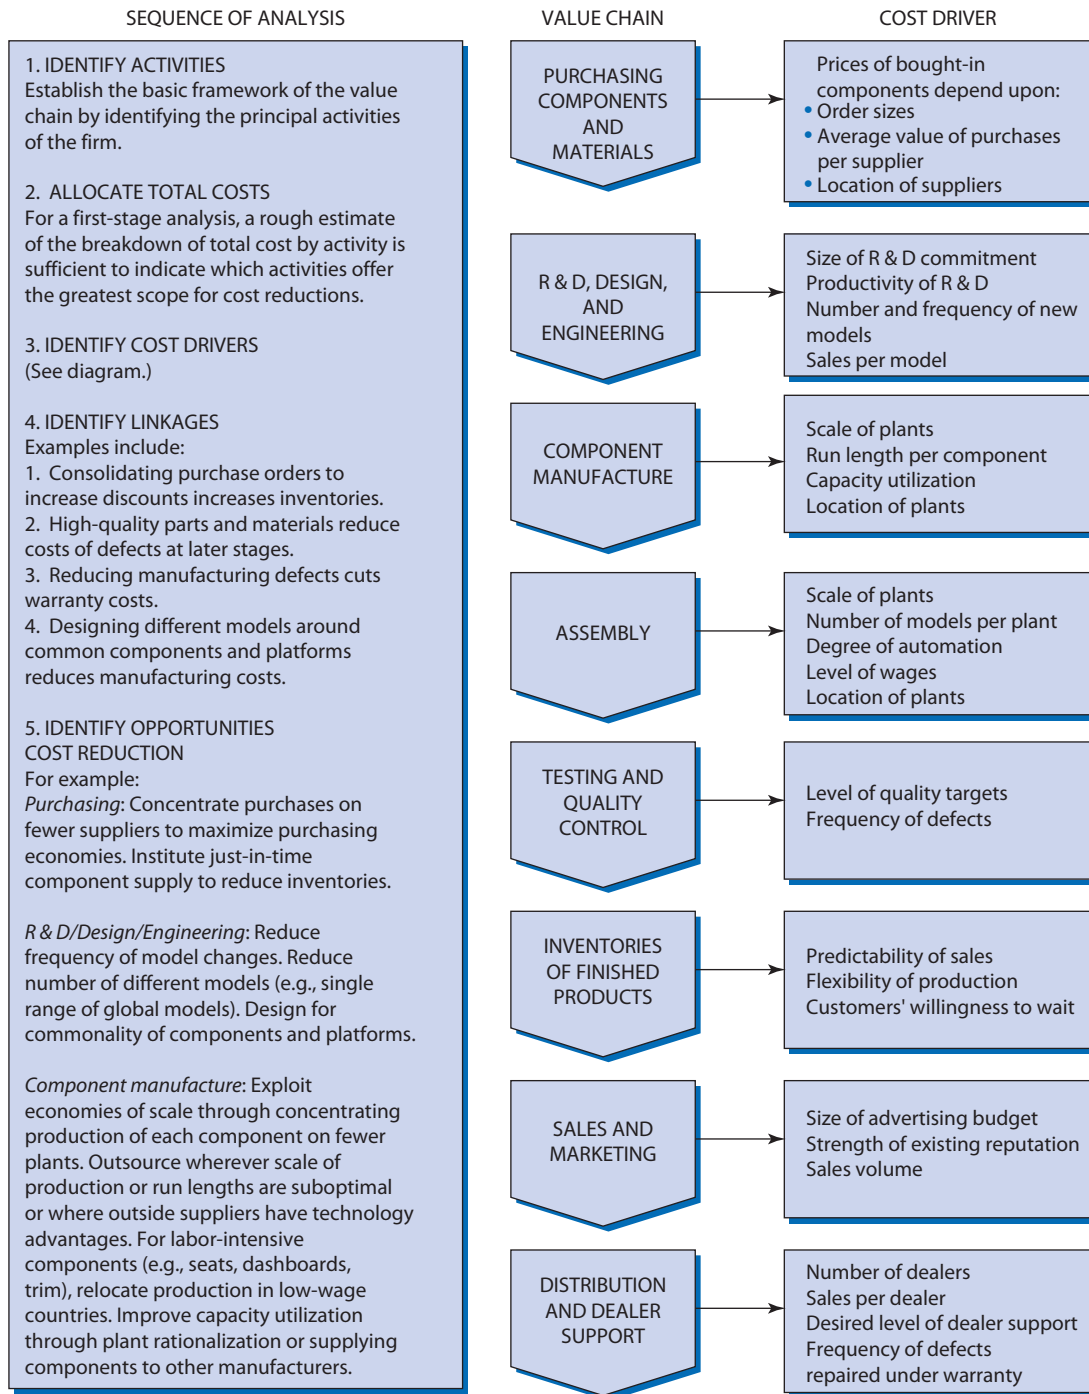 SEQUENCE OF ANALYSIS
1. IDENTIFY ACTIVITIES
Establish the basic framework of the value
chain by identifying the principal activities
of the firm.
2. ALLOCATE TOTAL COSTS
For a first-stage analysis, a rough estimate
of the breakdown of total cost by activity is
sufficient to indicate which activities offer
the greatest scope for cost reductions.
3. IDENTIFY COST DRIVERS
(See diagram.)
4. IDENTIFY LINKAGES
Examples include:
1. Consolidating purchase orders to
increase discounts increases inventories.
2. High-quality parts and materials reduce
costs of defects at later stages.
3. Reducing manufacturing defects cuts
warranty costs.
4. Designing different models around
common components and platforms
reduces manufacturing costs.
5. IDENTIFY OPPORTUNITIES
COST REDUCTION
For example:
Purchasing: Concentrate purchases on
fewer suppliers to maximize purchasing
economies. Institute just-in-time
component supply to reduce inventories.
R & D/Design/Engineering: Reduce
frequency of model changes. Reduce
number of different models (e.g., single
range of global models). Design for
commonality of components and platforms.
Component manufacture: Exploit
economies of scale through concentrating
production of each component on fewer
plants. Outsource wherever scale of
production or run lengths are suboptimal
or where outside suppliers have technology
advantages. For labor-intensive
components (e.g., seats, dashboards,
trim), relocate production in low-wage
countries. Improve capacity utilization
through plant rationalization or supplying
components to other manufacturers.
VALUE CHAIN
COST DRIVER
PURCHASING
COMPONENTS
AND
MATERIALS
Prices of bought-in
components depend upon:
• Order sizes
• Average value of purchases
per supplier
• Location of suppliers
R & D, DESIGN,
AND
ENGINEERING
Size of R & D commitment
Productivity of R & D
Number and frequency of new
models
Sales per model
COMPONENT
MANUFACTURE
Scale of plants
Run length per component
Capacity utilization
Location of plants
ASSEMBLY
Scale of plants
Number of models per plant
Degree of automation
Level of wages
Location of plants
TESTING AND
QUALITY
CONTROL
Level of quality targets
Frequency of defects
INVENTORIES
OF FINISHED
PRODUCTS
Predictability of sales
Flexibility of production
Customers' willingness to wait
SALES AND
MARKETING
Size of advertising budget
Strength of existing reputation
Sales volume
DISTRIBUTION
AND DEALER
SUPPORT
Number of dealers
Sales per dealer
Desired level of dealer support
Frequency of defects
repaired under warranty